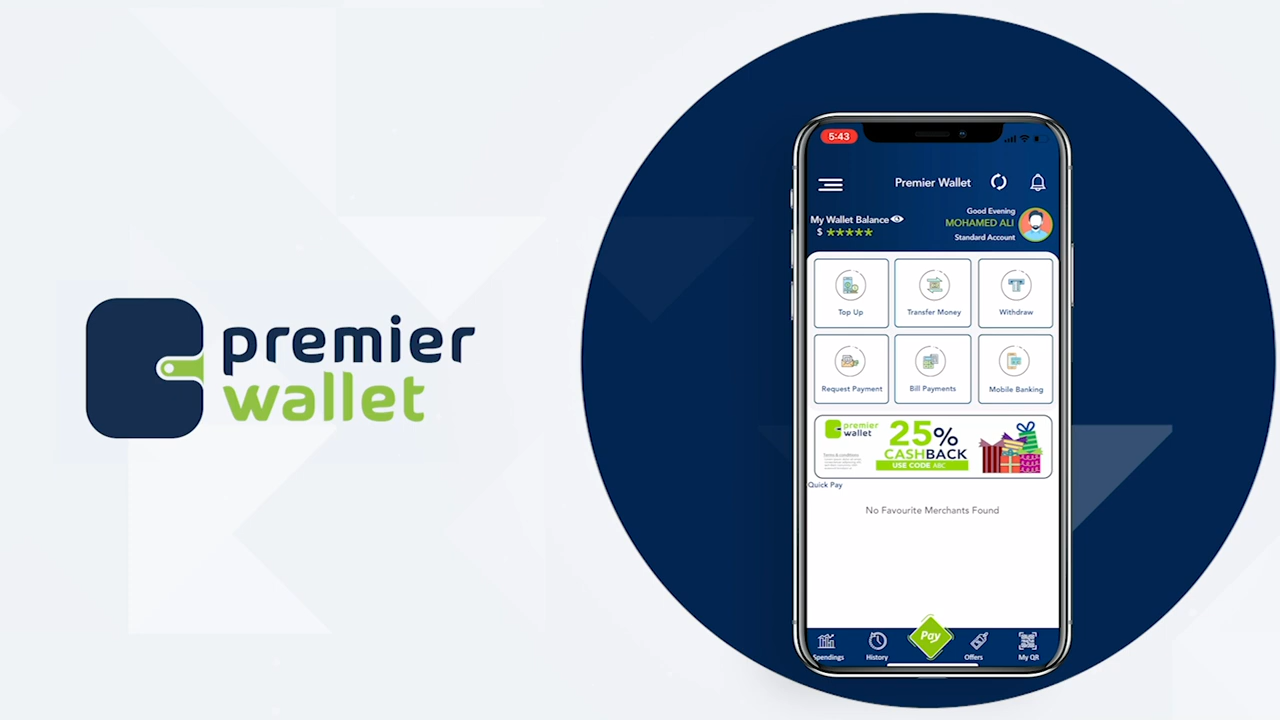 premier
wallet
5:43
Premier Wallet
My Wallet Balance
$ *****
Good Evening
MOHAMED ALI
Standard Account
Top Up
Transfer Money
Withdraw
Request Payment
Bill Payments
Mobile Banking
premier
wallet
25%
CASHBACK
USE CODE ABC
Terms & conditions
Quick Pay
No Favourite Merchants Found
Spendings
History
Pay
Offers
My QR